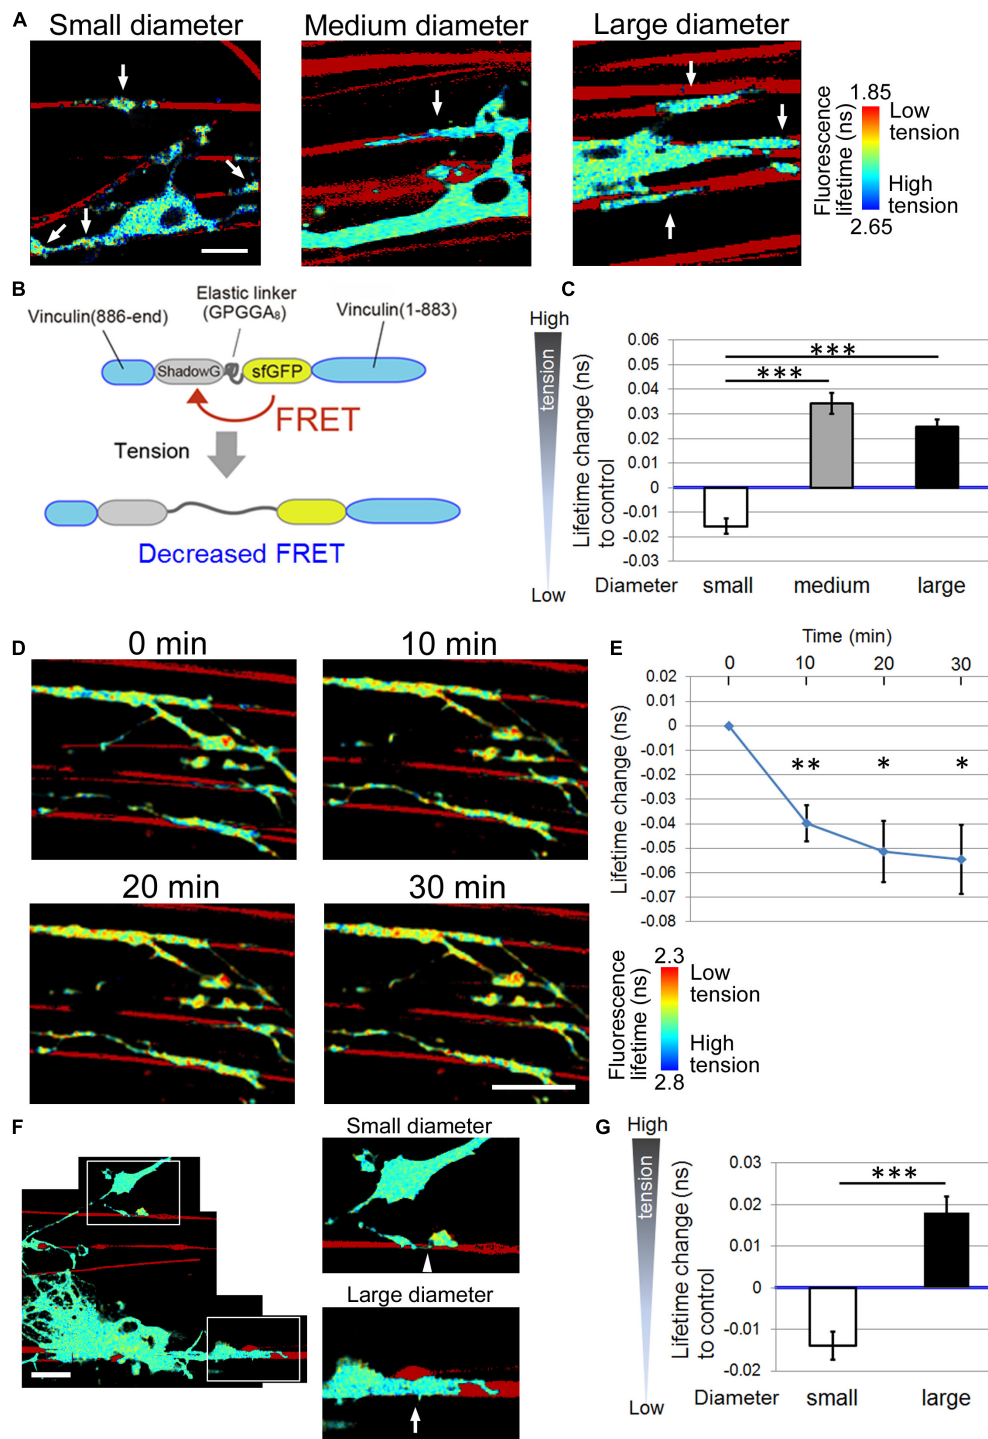 A
Small diameter
Medium diameter
Large diameter
Fluorescence lifetime (ns)
1.85
Low tension
High tension
2.65
B
Vinculin(886-end)
Elastic linker
(GPGGA8)
Vinculin(1-883)
ShadowG
sfGFP
FRET
Tension
Decreased FRET
C
High
tension
Low
Lifetime change (ns) to control
0.06
0.05
0.04
0.03
0.02
0.01
0
-0.01
-0.02
-0.03
***
***
Diameter
small
medium
large
D
0 min
10 min
20 min
30 min
E
Time (min)
0
10
20
30
Lifetime change (ns)
0.02
0.01
0
-0.01
-0.02
-0.03
-0.04
-0.05
-0.06
-0.07
-0.08
**
*
*
Fluorescence lifetime (ns)
2.3
Low tension
High tension
2.8
F
Small diameter
Large diameter
G
High
tension
Low
Lifetime change (ns) to control
0.03
0.02
0.01
0
-0.01
-0.02
***
Diameter
small
large